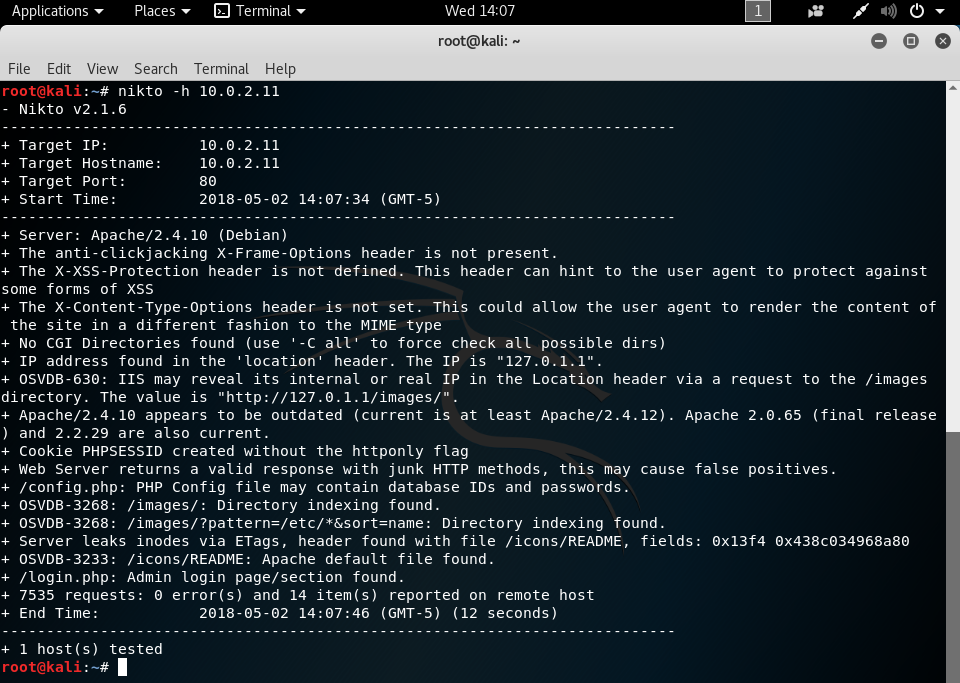 Applications Places Terminal Wed 14:07 1
root@kali: ~
File Edit View Search Terminal Help
root@kali:~# nikto -h 10.0.2.11
- Nikto v2.1.6
---------------------------------------------------------------------------
+ Target IP:          10.0.2.11
+ Target Hostname:    10.0.2.11
+ Target Port:        80
+ Start Time:         2018-05-02 14:07:34 (GMT-5)
---------------------------------------------------------------------------
+ Server: Apache/2.4.10 (Debian)
+ The anti-clickjacking X-Frame-Options header is not present.
+ The X-XSS-Protection header is not defined. This header can hint to the user agent to protect against
some forms of XSS
+ The X-Content-Type-Options header is not set. This could allow the user agent to render the content of
 the site in a different fashion to the MIME type
+ No CGI Directories found (use '-C all' to force check all possible dirs)
+ IP address found in the 'location' header. The IP is "127.0.1.1".
+ OSVDB-630: IIS may reveal its internal or real IP in the Location header via a request to the /images
directory. The value is "http://127.0.1.1/images/".
+ Apache/2.4.10 appears to be outdated (current is at least Apache/2.4.12). Apache 2.0.65 (final release
) and 2.2.29 are also current.
+ Cookie PHPSESSID created without the httponly flag
+ Web Server returns a valid response with junk HTTP methods, this may cause false positives.
+ /config.php: PHP Config file may contain database IDs and passwords.
+ OSVDB-3268: /images/: Directory indexing found.
+ OSVDB-3268: /images/?pattern=/etc/*&sort=name: Directory indexing found.
+ Server leaks inodes via ETags, header found with file /icons/README, fields: 0x13f4 0x438c034968a80
+ OSVDB-3233: /icons/README: Apache default file found.
+ /login.php: Admin login page/section found.
+ 7535 requests: 0 error(s) and 14 item(s) reported on remote host
+ End Time:           2018-05-02 14:07:46 (GMT-5) (12 seconds)
---------------------------------------------------------------------------
+ 1 host(s) tested
root@kali:~#